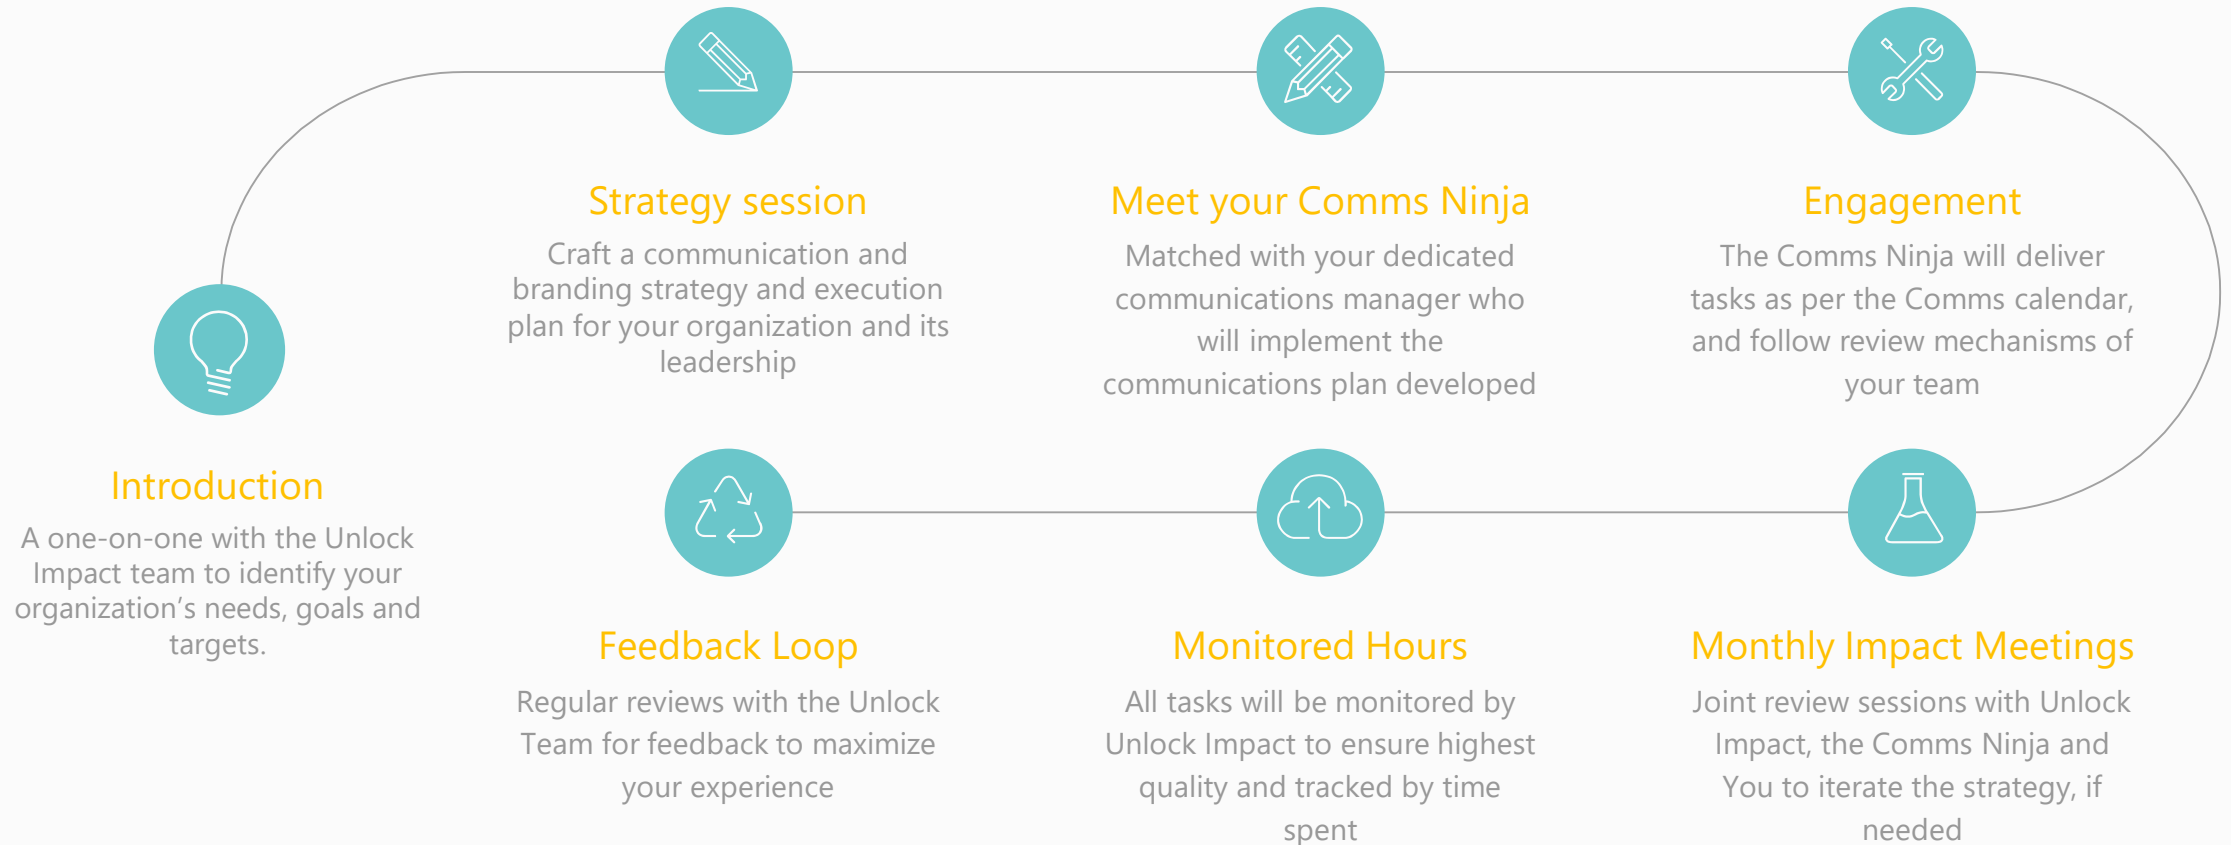 Introduction
A one-on-one with the Unlock
Impact team to identify your
organization’s needs, goals and
targets.
Strategy session
Craft a communication and
branding strategy and execution
plan for your organization and its
leadership
Meet your Comms Ninja
Matched with your dedicated
communications manager who
will implement the
communications plan developed
Engagement
The Comms Ninja will deliver
tasks as per the Comms calendar,
and follow review mechanisms of
your team
Monthly Impact Meetings
Joint review sessions with Unlock
Impact, the Comms Ninja and
You to iterate the strategy, if
needed
Monitored Hours
All tasks will be monitored by
Unlock Impact to ensure highest
quality and tracked by time
spent
Feedback Loop
Regular reviews with the Unlock
Team for feedback to maximize
your experience